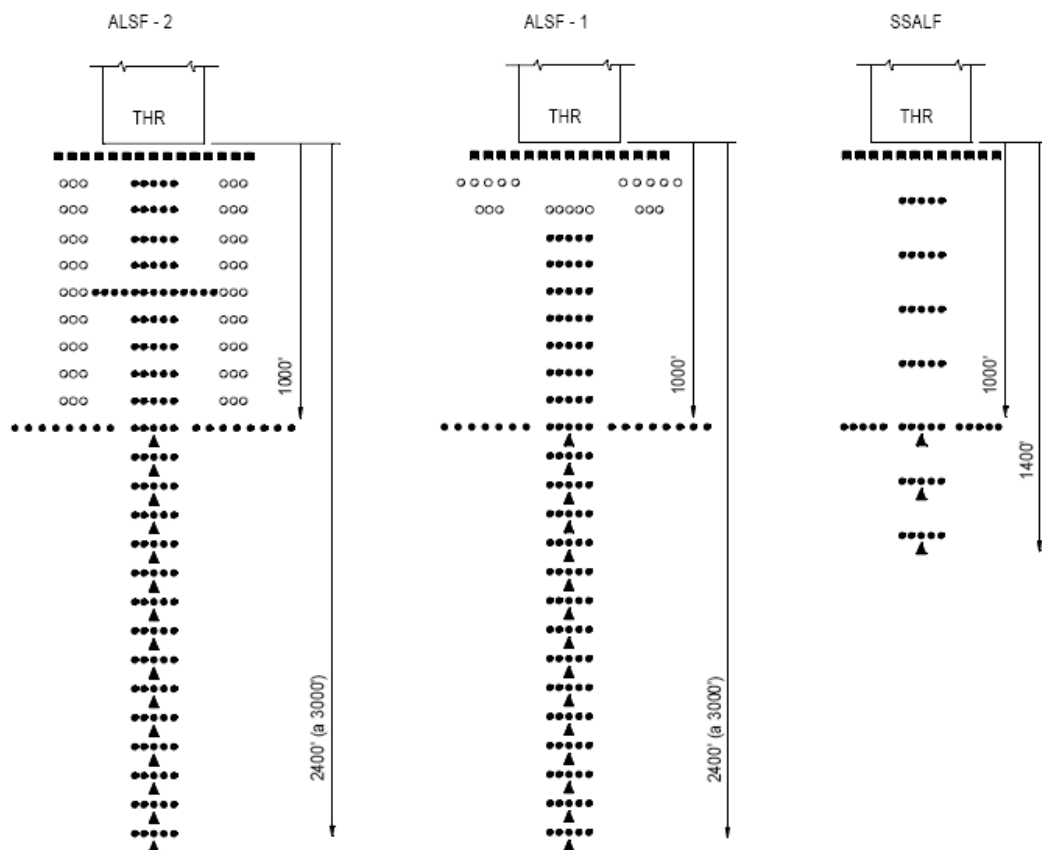 ALSF - 2
ALSF - 1
SSALF
THR
THR
THR
1000'
2400' (a 3000')
1000'
2400' (a 3000')
1000'
1400'